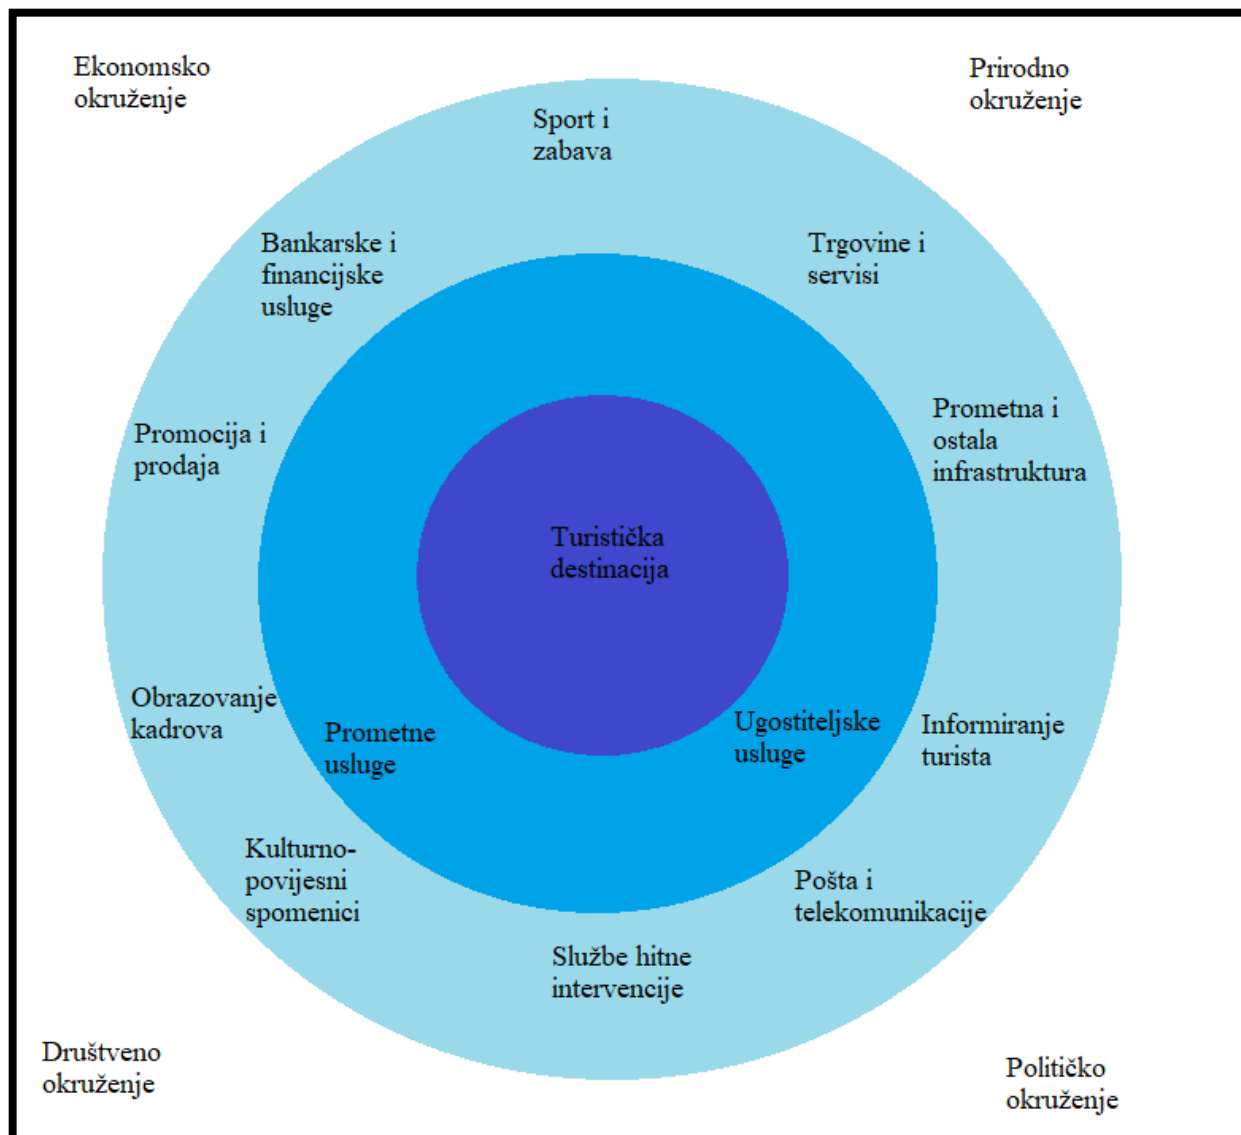 Ekonomsko
okruženje
Prirodno
okruženje
Sport i
zabava
Bankarske i
financijske
usluge
Trgovine i
servisi
Promocija i
prodaja
Prometna i
ostala
infrastruktura
Turistička
destinacija
Obrazovanje
kadrova
Prometne
usluge
Ugostiteljske
usluge
Informiranje
turista
Kulturno-
povijesni
spomenici
Pošta i
telekomunikacije
Službe hitne
intervencije
Društveno
okruženje
Političko
okruženje